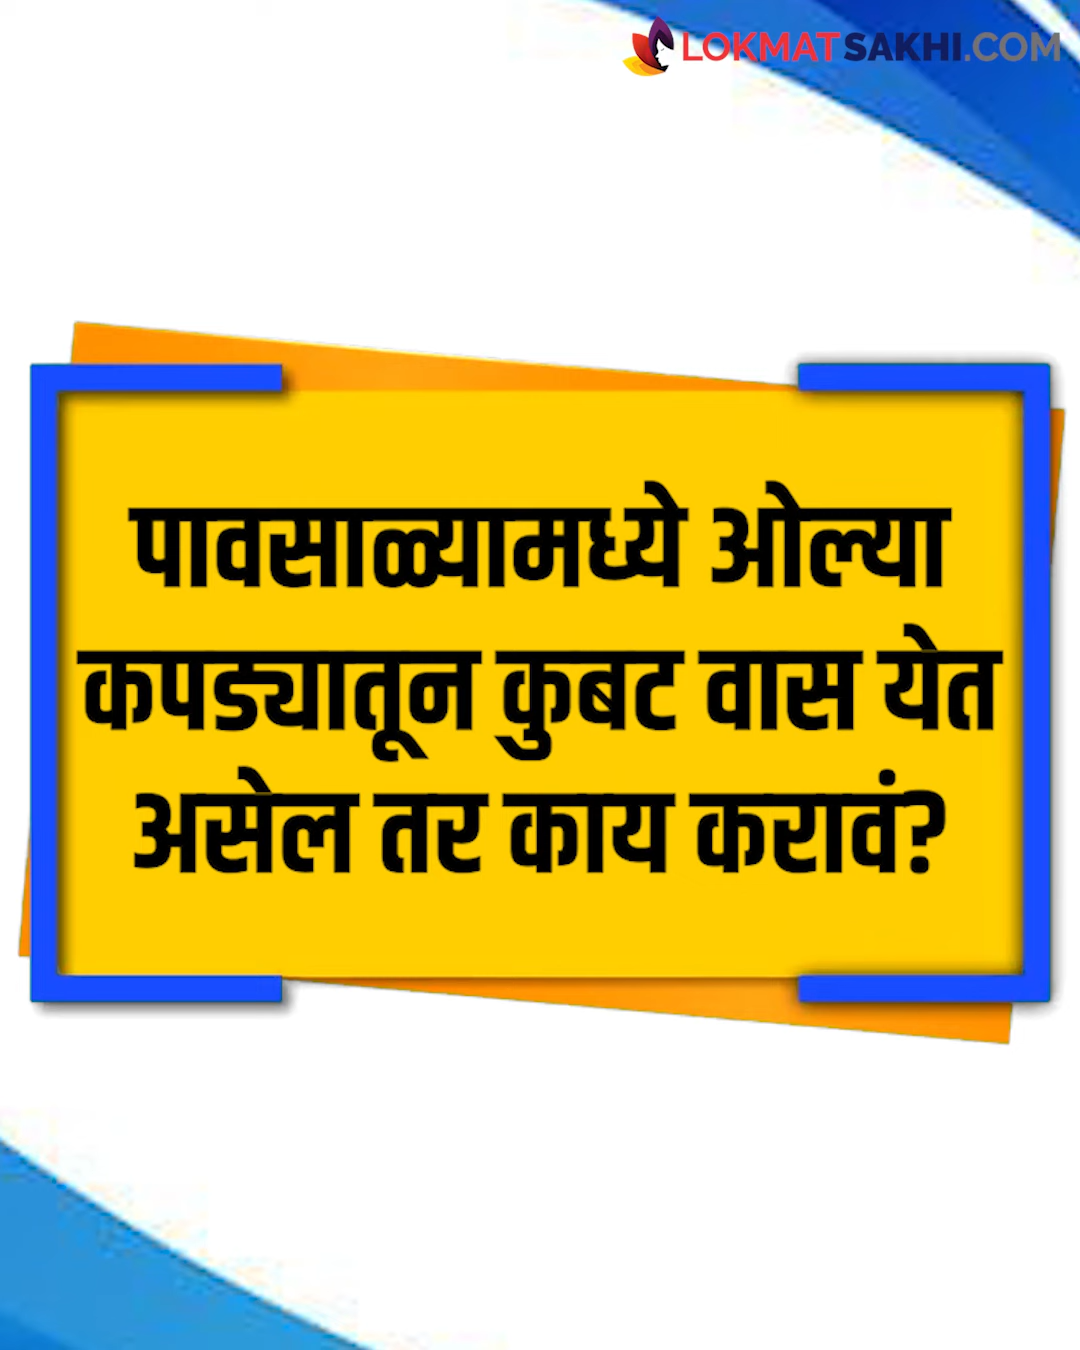 LOKMATSAKHI.COM
पावसाळ्यामध्ये ओल्या
कपड्यातून कुबट वास येत
असेल तर काय करावं?